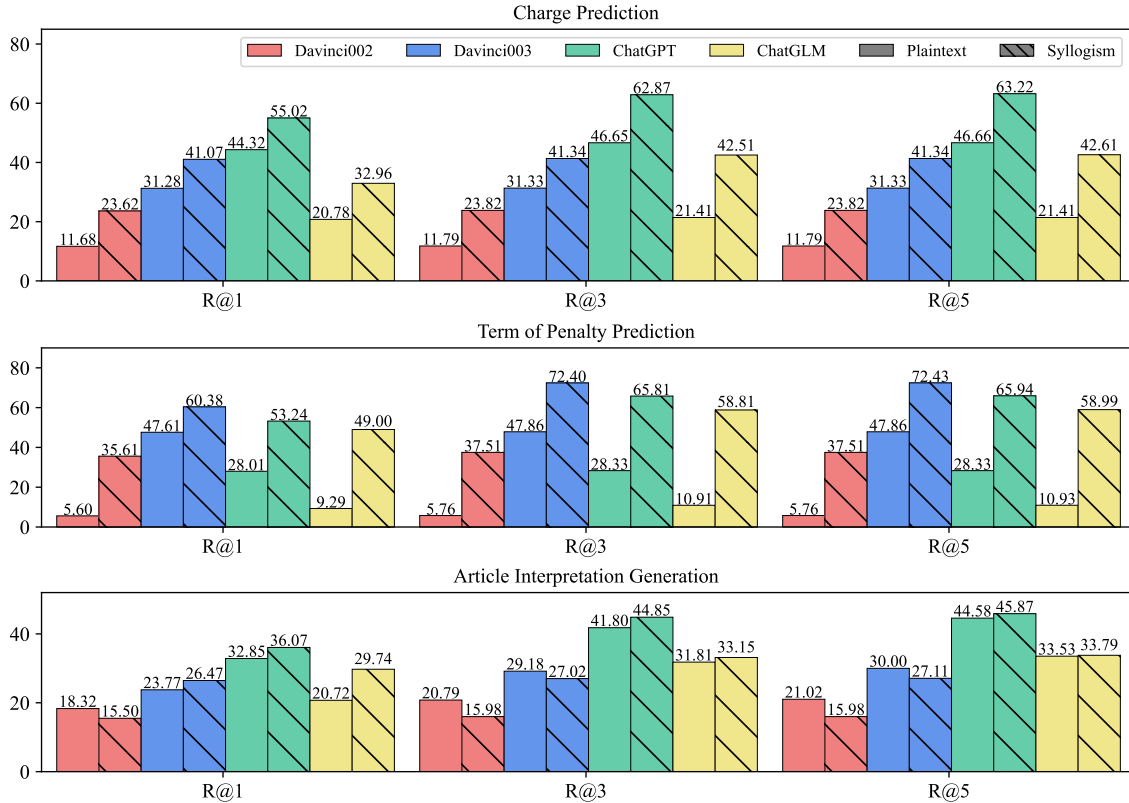 Charge Prediction
80
60
40
20
0
Davinci002 Davinci003 ChatGPT ChatGLM Plaintext Syllogism
11.68 23.62 31.28 41.07 44.32 55.02 20.78 32.96
11.79 23.82 31.33 41.34 46.65 62.87 21.41 42.51
11.79 23.82 31.33 41.34 46.66 63.22 21.41 42.61
R@1 R@3 R@5
Term of Penalty Prediction
80
60
40
20
0
5.60 35.61 47.61 60.38 28.01 53.24 9.29 49.00
5.76 37.51 47.86 72.40 28.33 65.81 10.91 58.81
5.76 37.51 47.86 72.43 28.33 65.94 10.93 58.99
R@1 R@3 R@5
Article Interpretation Generation
40
20
0
18.32 15.50 23.77 26.47 32.85 36.07 20.72 29.74
20.79 15.98 29.18 27.02 41.80 44.85 31.81 33.15
21.02 15.98 30.00 27.11 44.58 45.87 33.53 33.79
R@1 R@3 R@5